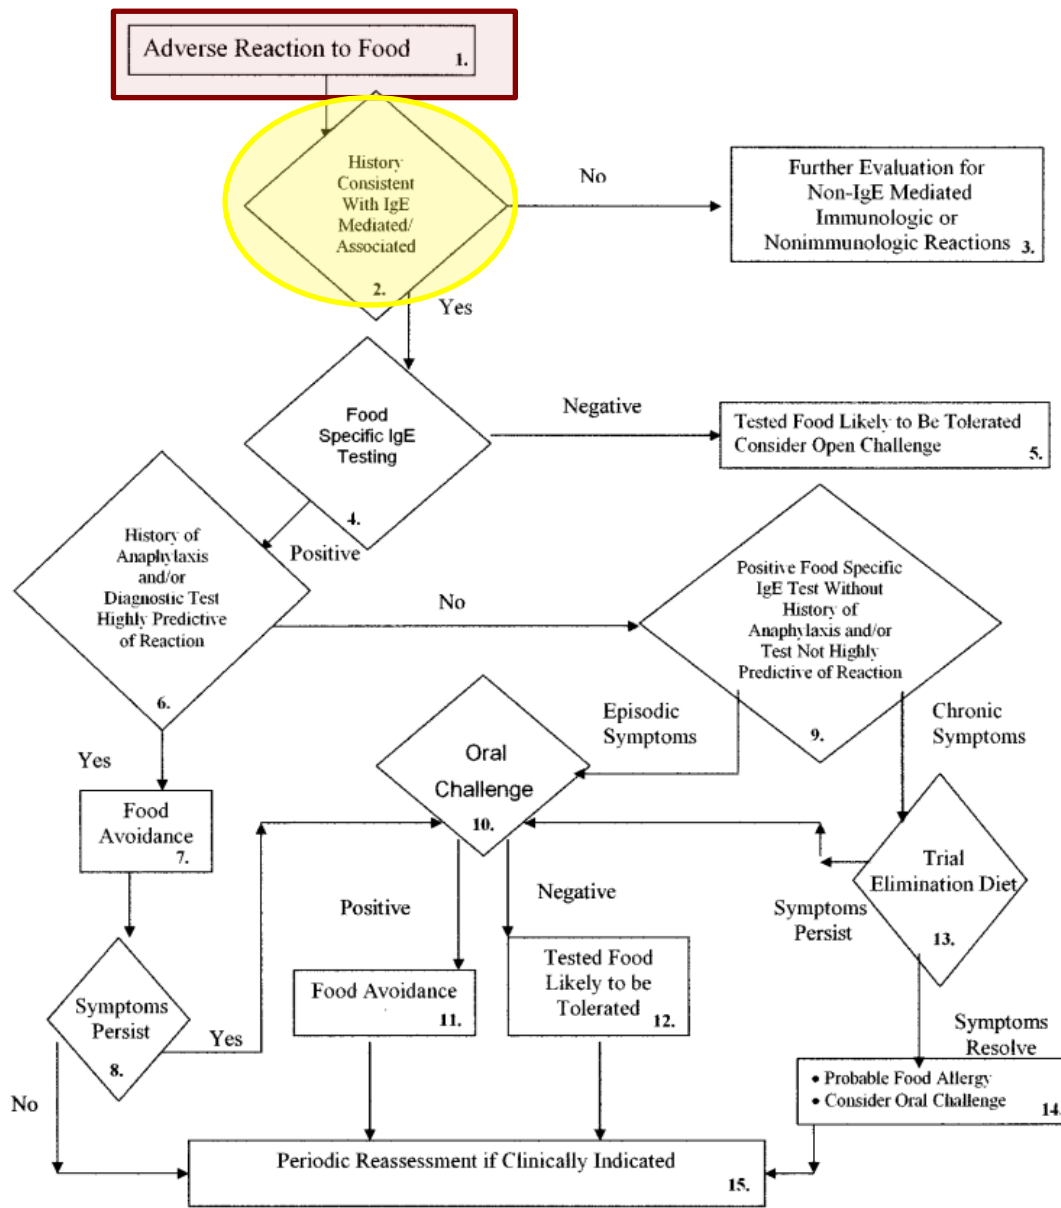 Adverse Reaction to Food
1.
History
Consistent
With IgE
Mediated/
Associated
2.
No
Further Evaluation for
Non-IgE Mediated
Immunologic or
Nonimmunologic Reactions 3.
Yes
Food
Specific IgE
Testing
4.
Negative
Tested Food Likely to Be Tolerated
Consider Open Challenge
5.
Positive
History of
Anaphylaxis
and/or
Diagnostic Test
Highly Predictive
of Reaction
6.
No
Positive Food Specific
IgE Test Without
History of
Anaphylaxis and/or
Test Not Highly
Predictive of Reaction
9.
Yes
Food
Avoidance
7.
Episodic
Symptoms
Chronic
Symptoms
Oral
Challenge
10.
Trial
Elimination Diet
13.
Symptoms
Persist
8.
Yes
No
Positive
Negative
Symptoms
Persist
Food Avoidance
11.
Tested Food
Likely to be
Tolerated 12.
Symptoms
Resolve
• Probable Food Allergy
• Consider Oral Challenge
14.
Periodic Reassessment if Clinically Indicated
15.